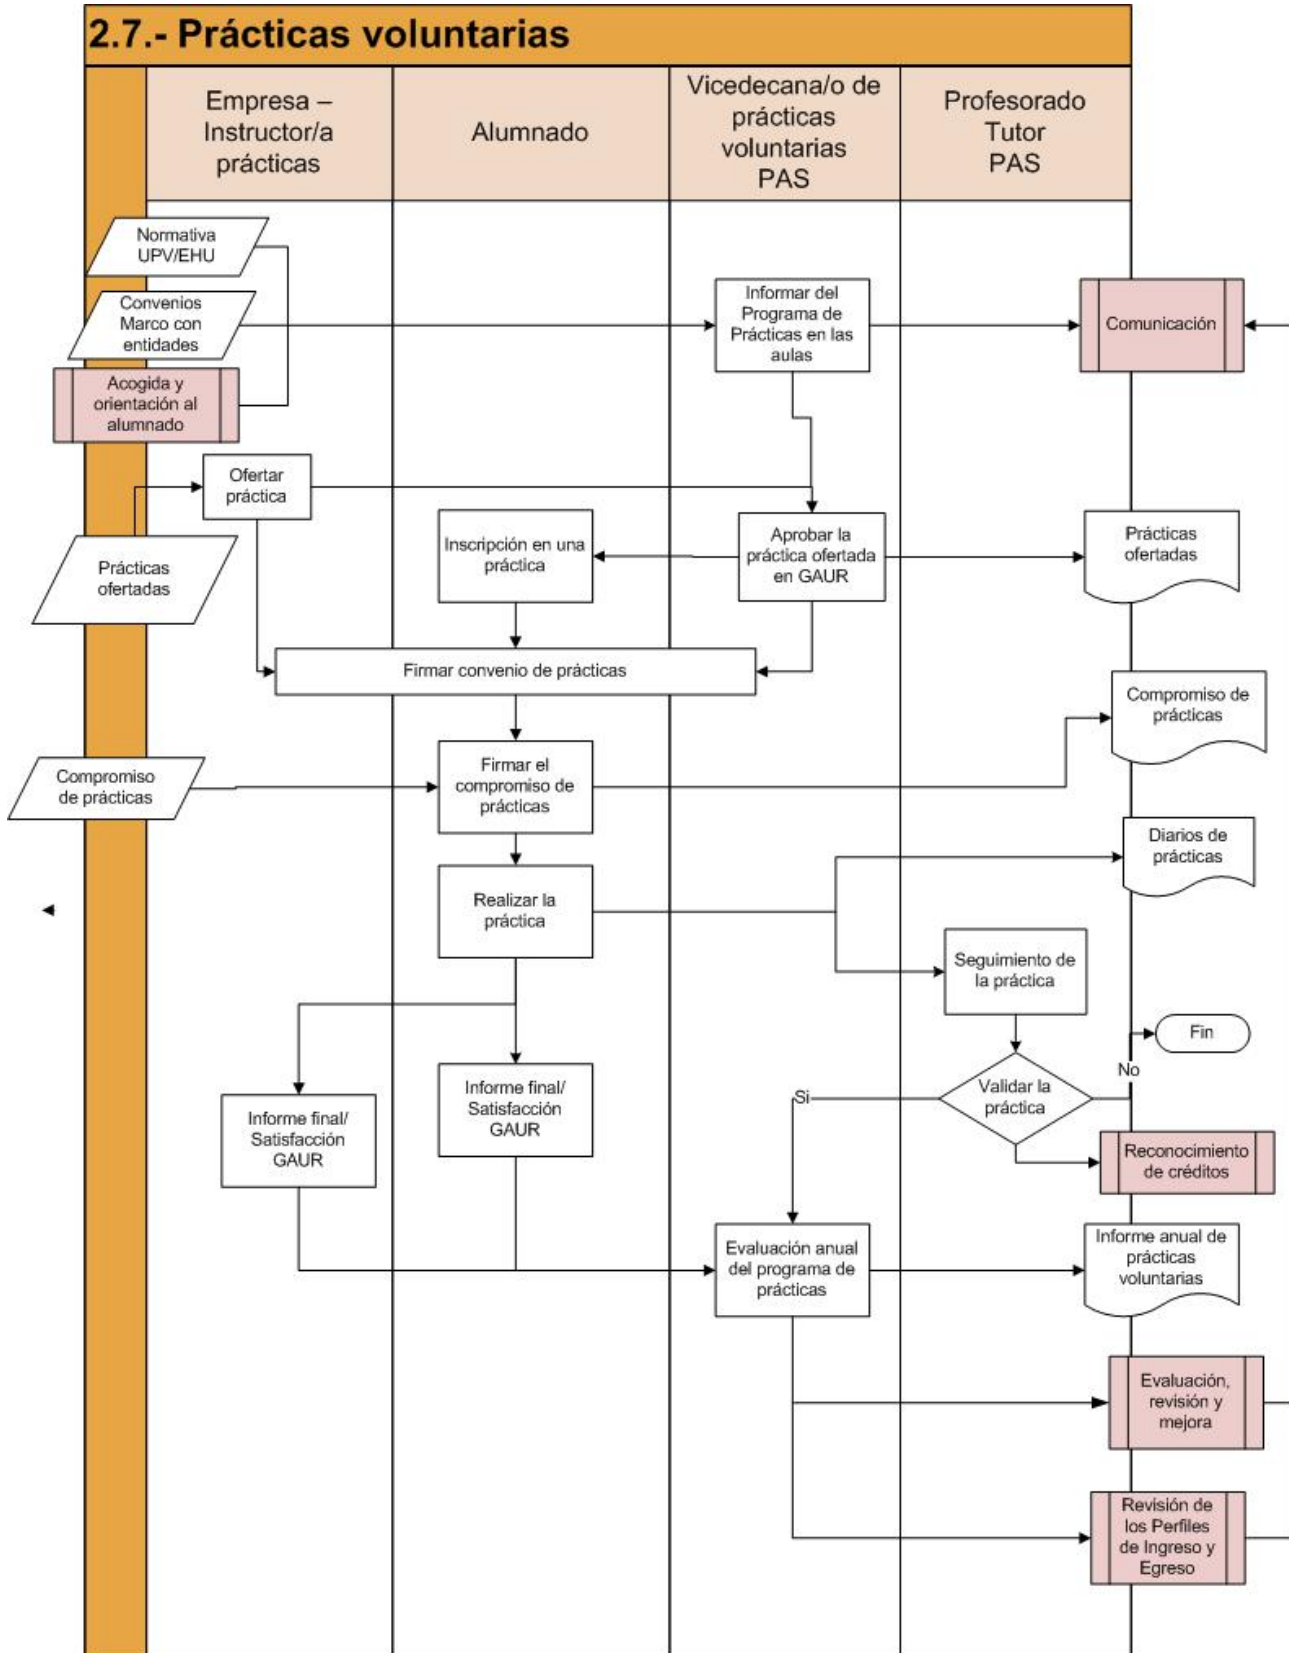 2.7.- Prácticas voluntarias
Empresa –
Instructor/a
prácticas
Alumnado
Vicedecana/o de
prácticas
voluntarias
PAS
Profesorado
Tutor
PAS
Normativa
UPV/EHU
Convenios
Marco con
entidades
Acogida y
orientación al
alumnado
Informar del
Programa de
Prácticas en las
aulas
Comunicación
Ofertar
práctica
Prácticas
ofertadas
Inscripción en una
práctica
Aprobar la
práctica ofertada
en GAUR
Prácticas
ofertadas
Firmar convenio de prácticas
Compromiso de
prácticas
Compromiso
de prácticas
Firmar el
compromiso de
prácticas
Diarios de
prácticas
Realizar la
práctica
Seguimiento de
la práctica
Fin
No
Validar la
práctica
Si
Informe final/
Satisfacción
GAUR
Informe final/
Satisfacción
GAUR
Reconocimiento
de créditos
Evaluación anual
del programa de
prácticas
Informe anual de
prácticas
voluntarias
Evaluación,
revisión y
mejora
Revisión de
los Perfiles
de Ingreso y
Egreso